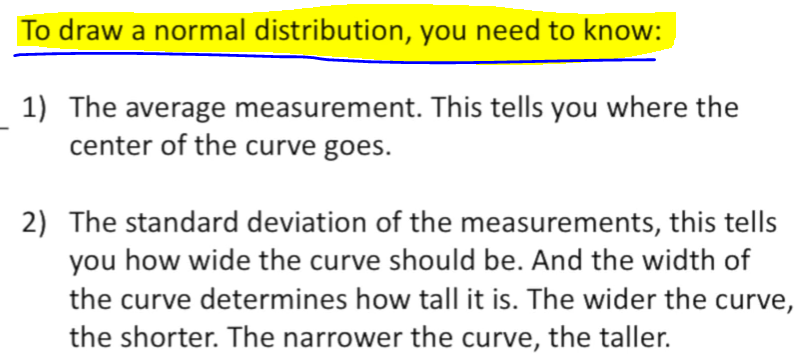 To draw a normal distribution, you need to know:
1) The average measurement. This tells you where the
center of the curve goes.
2) The standard deviation of the measurements, this tells
you how wide the curve should be. And the width of
the curve determines how tall it is. The wider the curve,
the shorter. The narrower the curve, the taller.